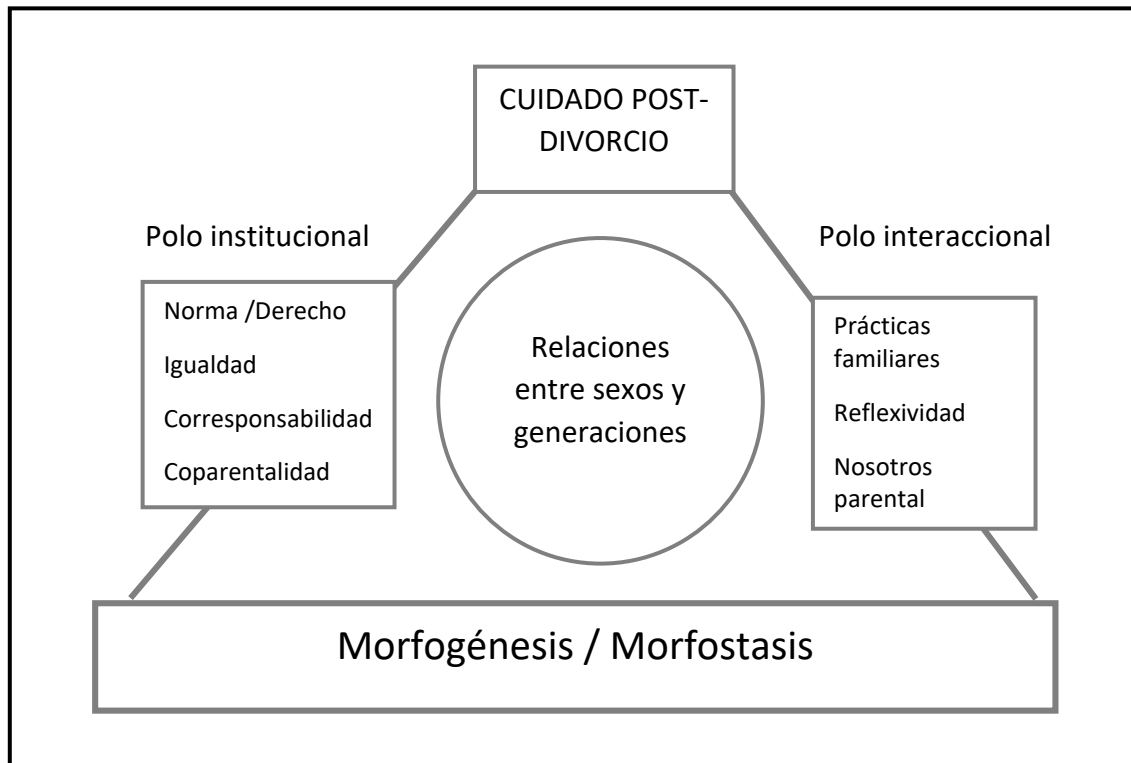 CUIDADO POST-
DIVORCIO
Polo institucional
Polo interaccional
Norma /Derecho
Igualdad
Corresponsabilidad
Coparentalidad
Relaciones
entre sexos y
generaciones
Prácticas
familiares
Reflexividad
Nosotros
parental
Morfogénesis / Morfostasis